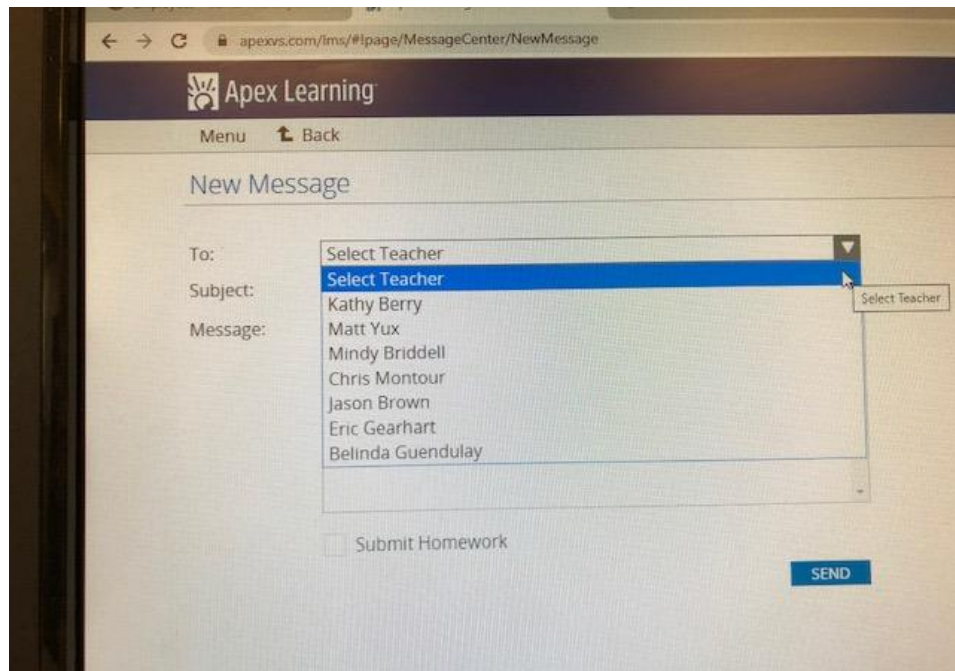 apexvs.com/lms/#!page/MessageCenter/NewMessage
Apex Learning
Menu Back
New Message
To: Select Teacher
Select Teacher
Subject:
Select Teacher
Kathy Berry
Message:
Matt Yux
Mindy Briddell
Chris Montour
Jason Brown
Eric Gearhart
Belinda Guendulay
Submit Homework
SEND